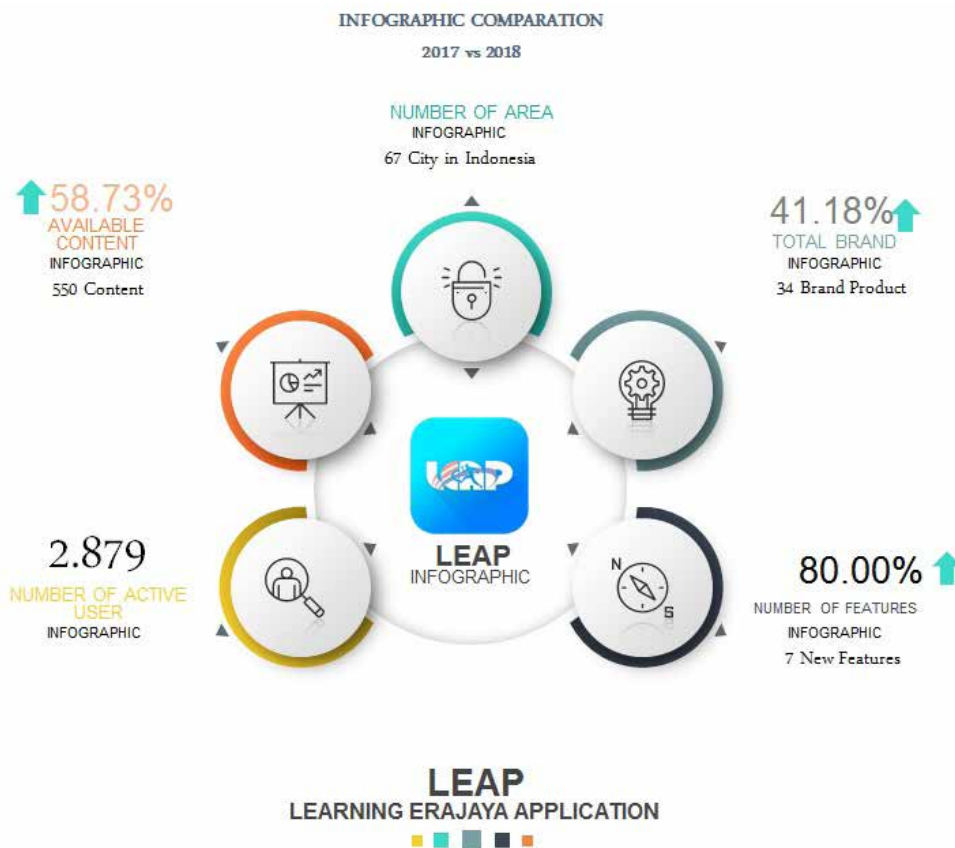 INFOGRAPHIC COMPARATION
2017 vs 2018
NUMBER OF AREA
INFOGRAPHIC
67 City in Indonesia
58.73%
AVAILABLE
CONTENT
INFOGRAPHIC
550 Content
41.18%
TOTAL BRAND
INFOGRAPHIC
34 Brand Product
LEAP
LEAP
INFOGRAPHIC
2.879
NUMBER OF ACTIVE
USER
INFOGRAPHIC
N
S
80.00%
NUMBER OF FEATURES
INFOGRAPHIC
7 New Features
LEAP
LEARNING ERAJAYA APPLICATION